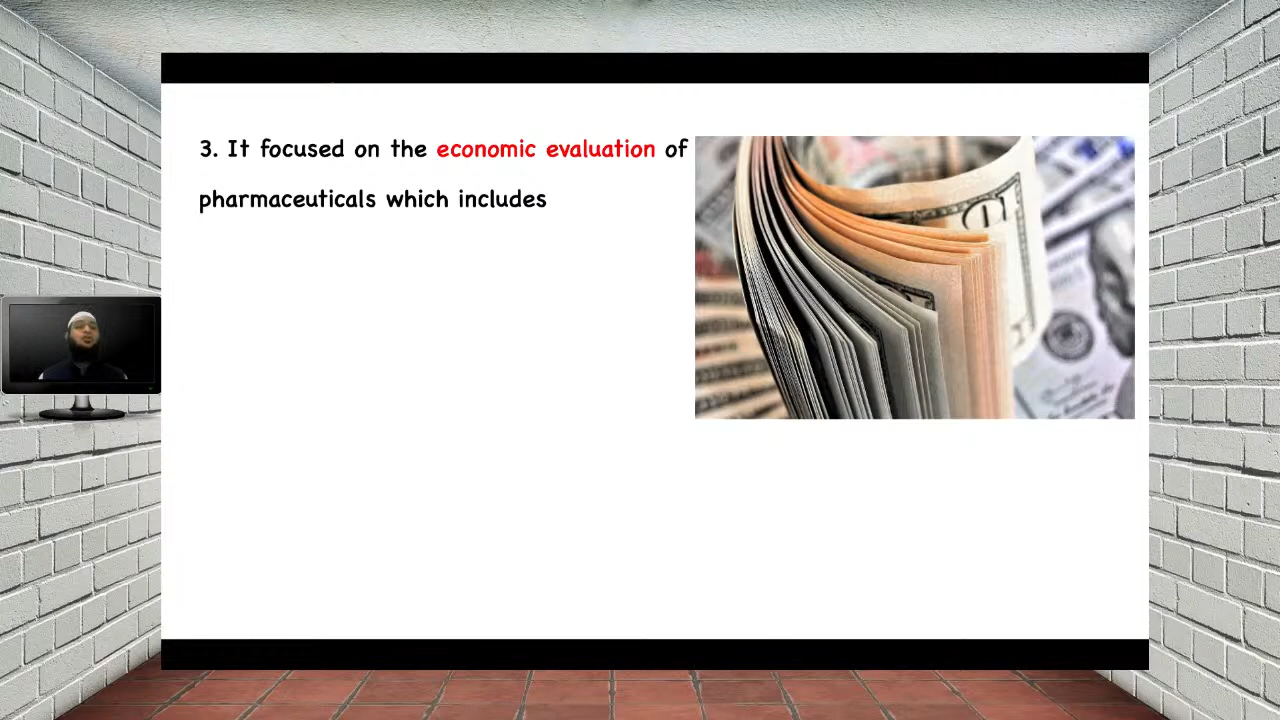 3. It focused on the economic evaluation of
pharmaceuticals which includes